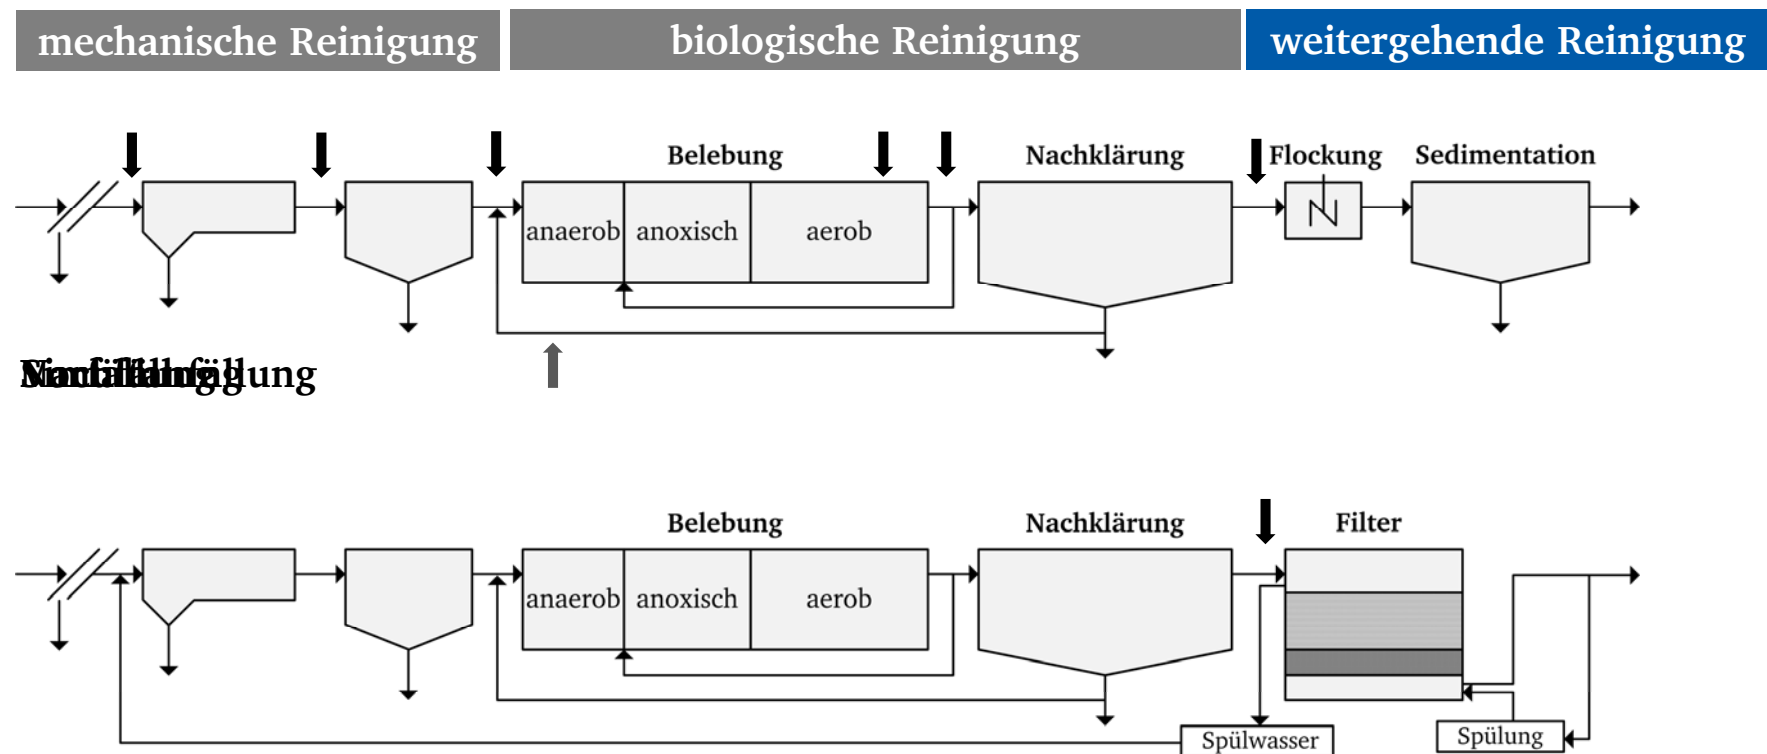 mechanische Reinigung
biologische Reinigung
weitergehende Reinigung
Belebung
Nachklärung
Flockung
Sedimentation
anaerob
anoxisch
aerob
Belebung
Nachklärung
Filter
anaerob
anoxisch
aerob
Spülwasser
Spülung